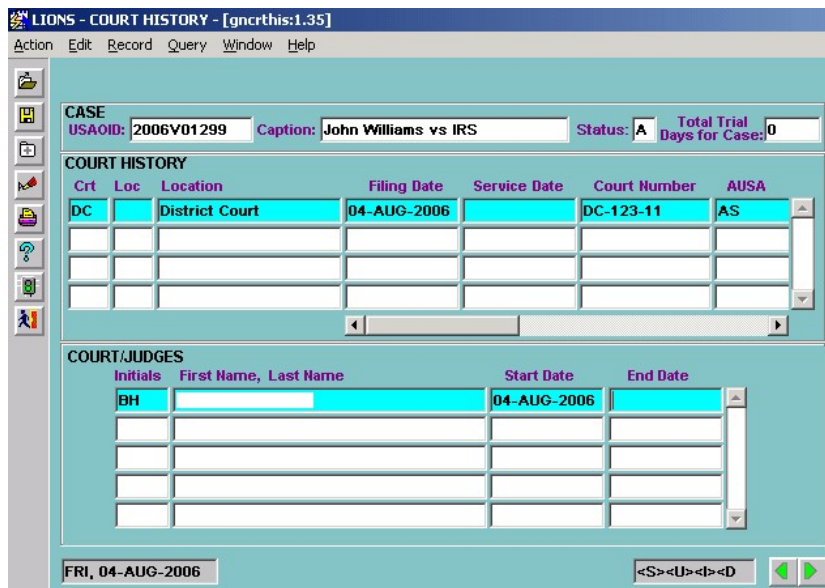 LIONS - COURT HISTORY - [gncrthis:1.35]
Action Edit Record Query Window Help
CASE
USAOID: 2006V01299 Caption: John Williams vs IRS Status: A Total Trial Days for Case: 0
COURT HISTORY
Crt Loc Location Filing Date Service Date Court Number AUSA
DC District Court 04-AUG-2006 DC-123-11 AS
COURT/JUDGES
Initials First Name, Last Name Start Date End Date
BH 04-AUG-2006
FRI, 04-AUG-2006 <S><U><I><D